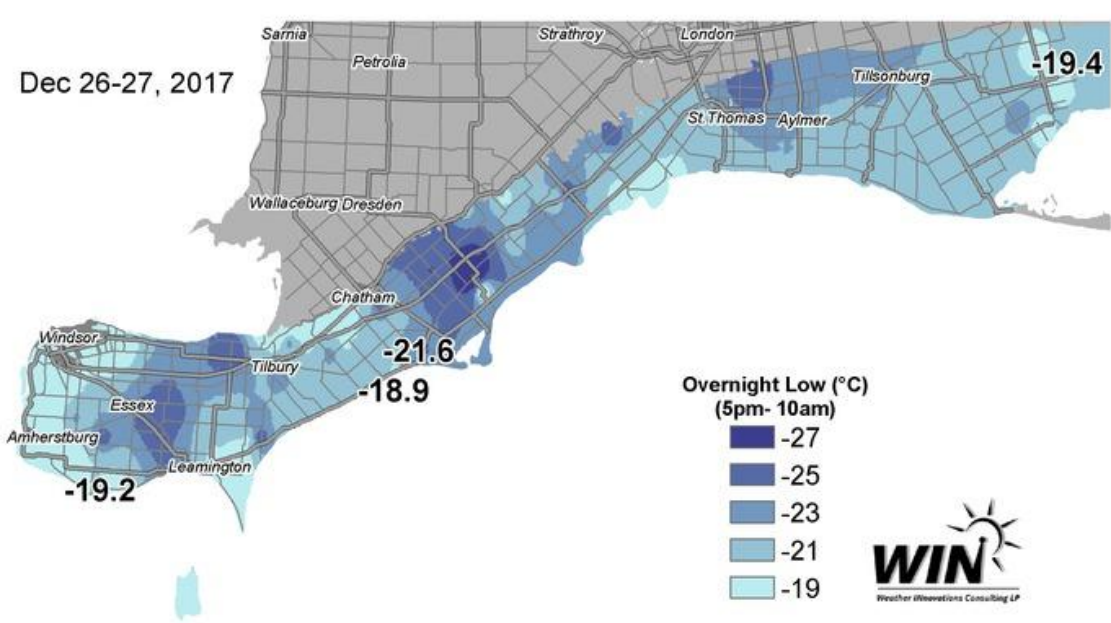 Sarnia
Strathroy
London
Petrolia
-19.4
Dec 26-27, 2017
Tillsonburg
St. Thomas
Aylmer
Wallaceburg
Dresden
Chatham
Windsor
-21.6
Tilbury
-18.9
Essex
Amherstburg
Leamington
-19.2
Overnight Low (°C)
(5pm- 10am)
-27
-25
-23
-21
-19
WIN
Weather INnovations Consulting LP